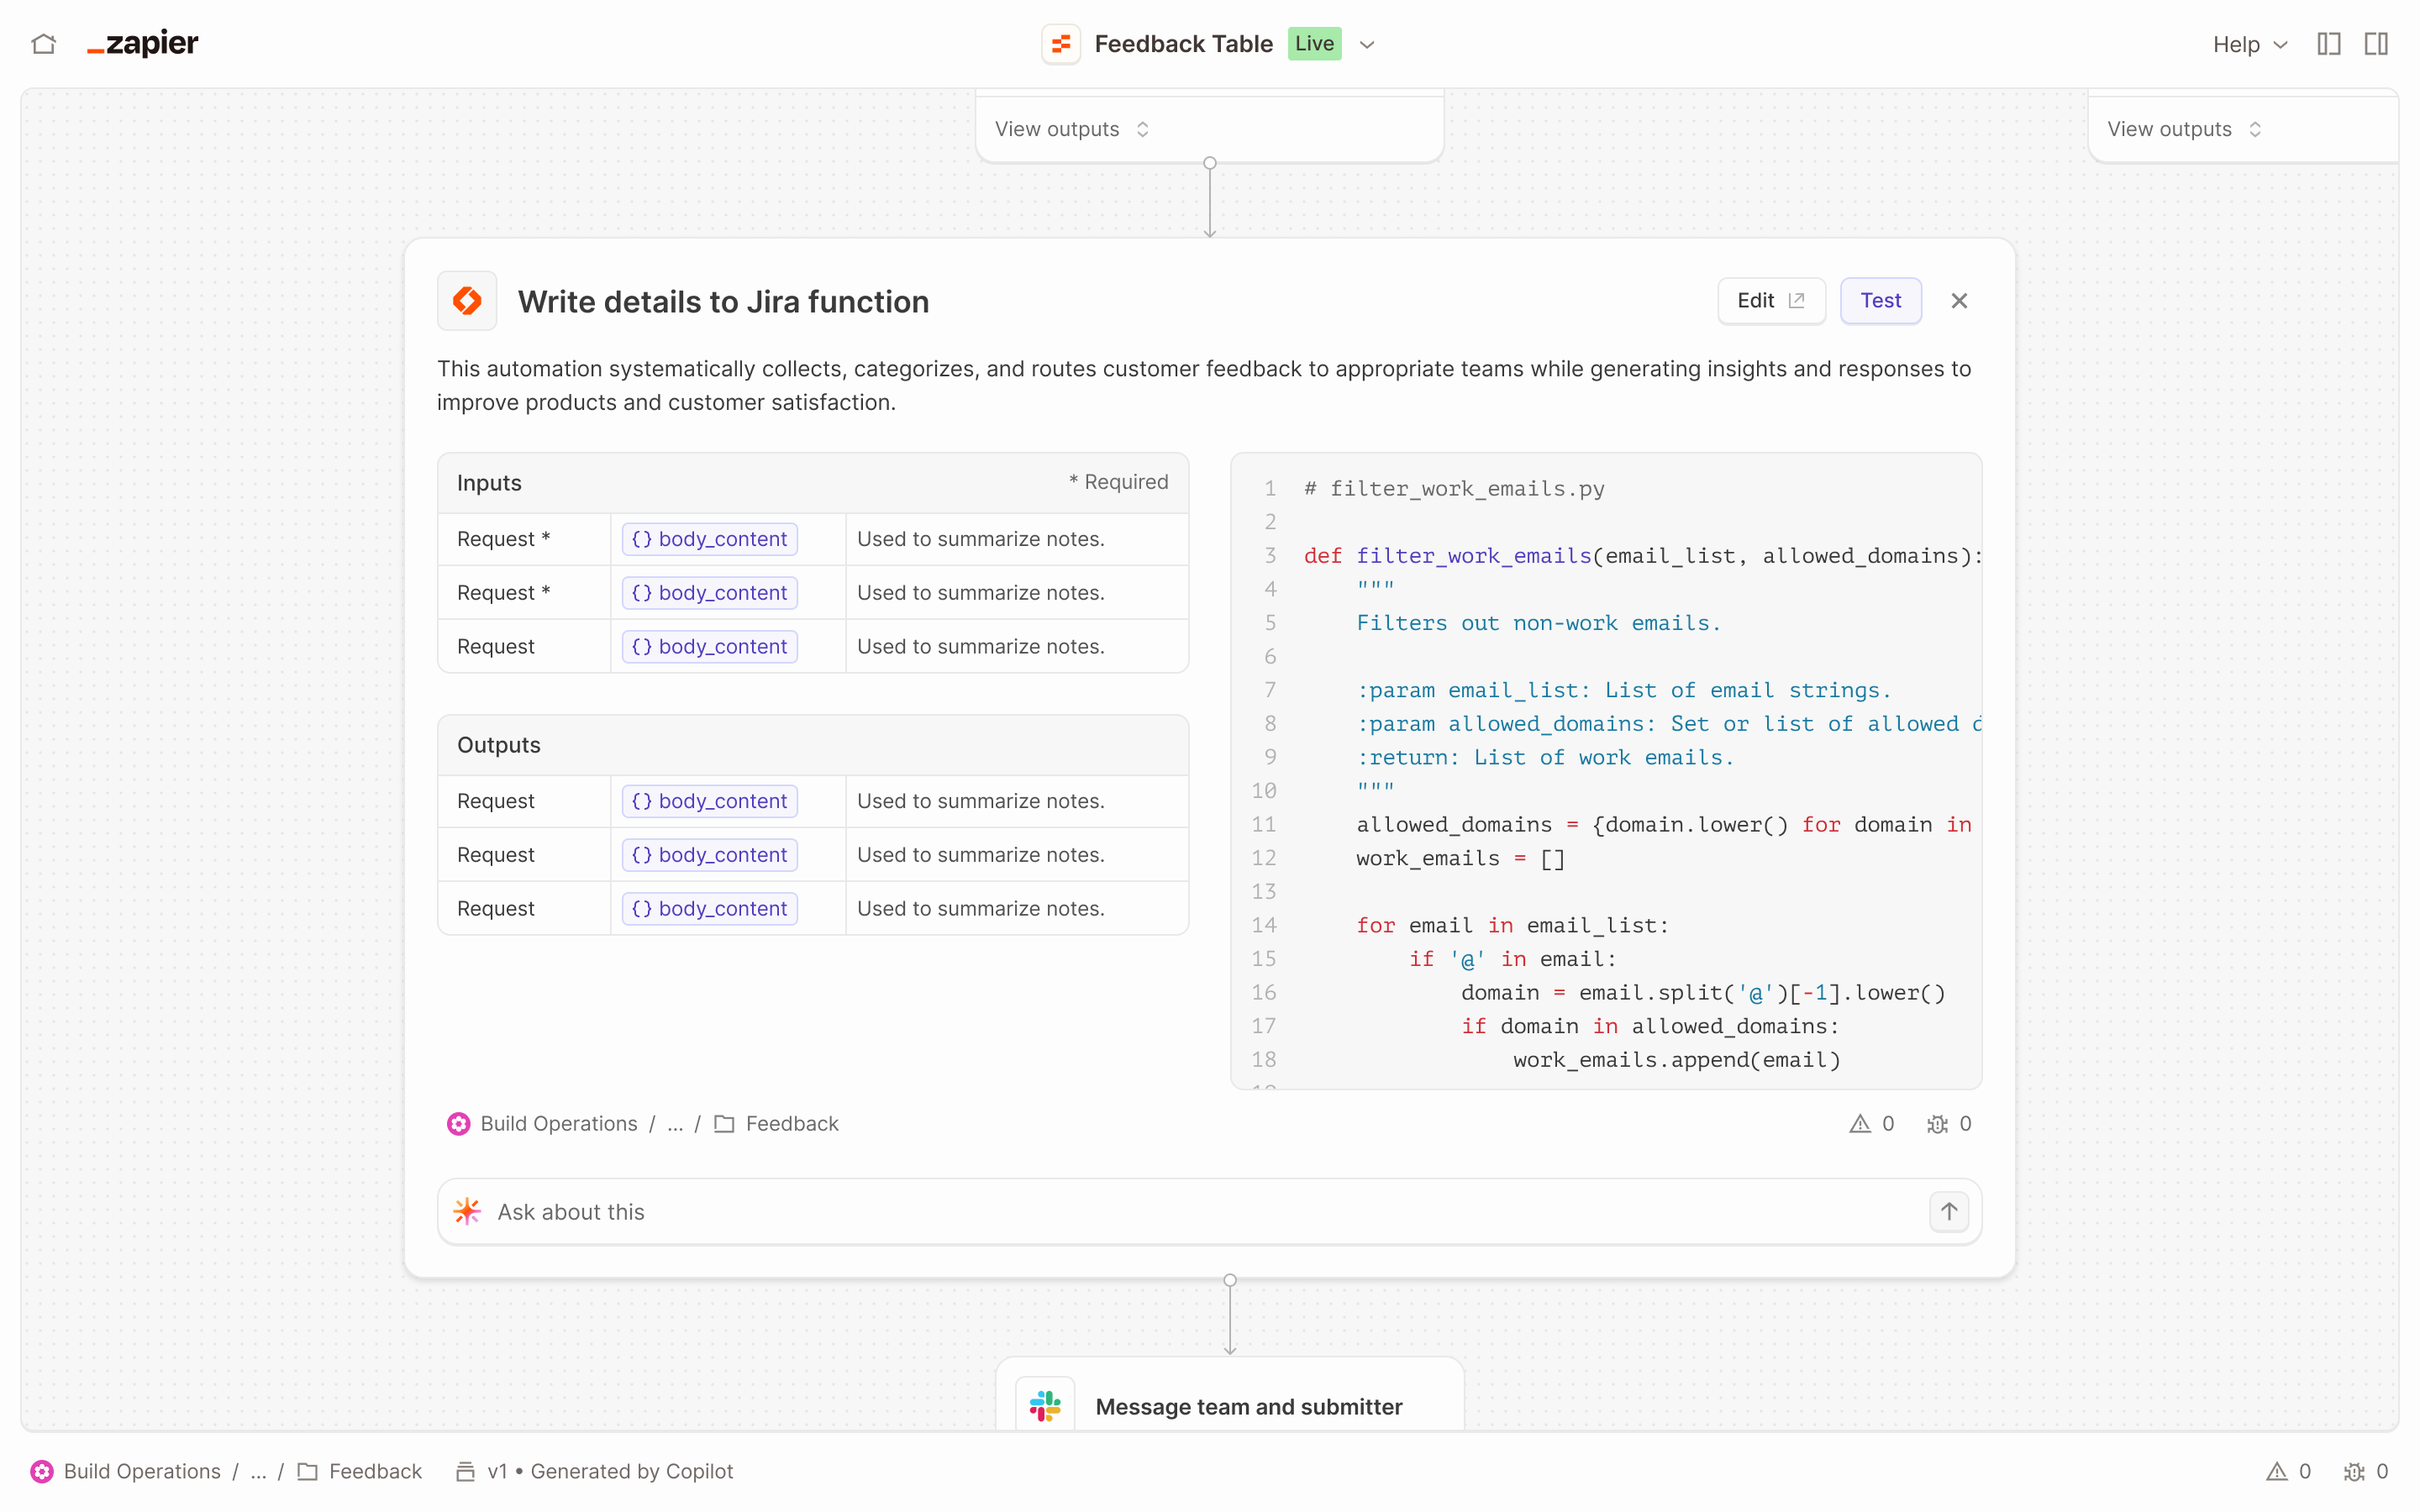 zapier
Feedback Table
Live
Help
View outputs
View outputs
Write details to Jira function
Edit
Test
This automation systematically collects, categorizes, and routes customer feedback to appropriate teams while generating insights and responses to
improve products and customer satisfaction.
Inputs
* Required
Request *
{} body_content
Used to summarize notes.
Request *
{} body_content
Used to summarize notes.
Request
{} body_content
Used to summarize notes.
Outputs
Request
{} body_content
Used to summarize notes.
Request
{} body_content
Used to summarize notes.
Request
{} body_content
Used to summarize notes.
1 # filter_work_emails.py
2
3 def filter_work_emails(email_list, allowed_domains):
4     """
5     Filters out non-work emails.
6
7     :param email_list: List of email strings.
8     :param allowed_domains: Set or list of allowed
9     :return: List of work emails.
10     """
11     allowed_domains = {domain.lower() for domain in
12     work_emails = []
13
14     for email in email_list:
15         if '@' in email:
16             domain = email.split('@')[-1].lower()
17             if domain in allowed_domains:
18                 work_emails.append(email)
Build Operations / ... / Feedback
0
0
Ask about this
Message team and submitter
Build Operations / ... / Feedback
v1 • Generated by Copilot
0
0